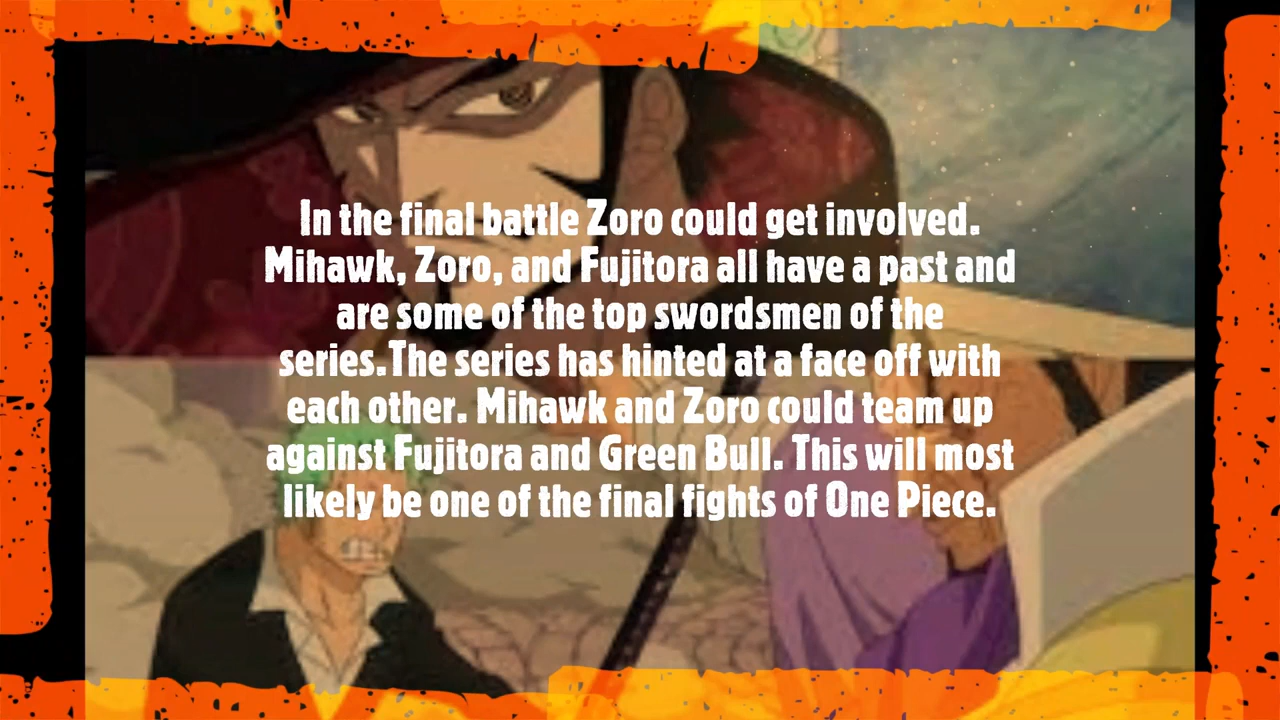 In the final battle Zoro could get involved.
Mihawk, Zoro, and Fujitora all have a past and
are some of the top swordsmen of the
series.The series has hinted at a face off with
each other. Mihawk and Zoro could team up
against Fujitora and Green Bull. This will most
likely be one of the final fights of One Piece.